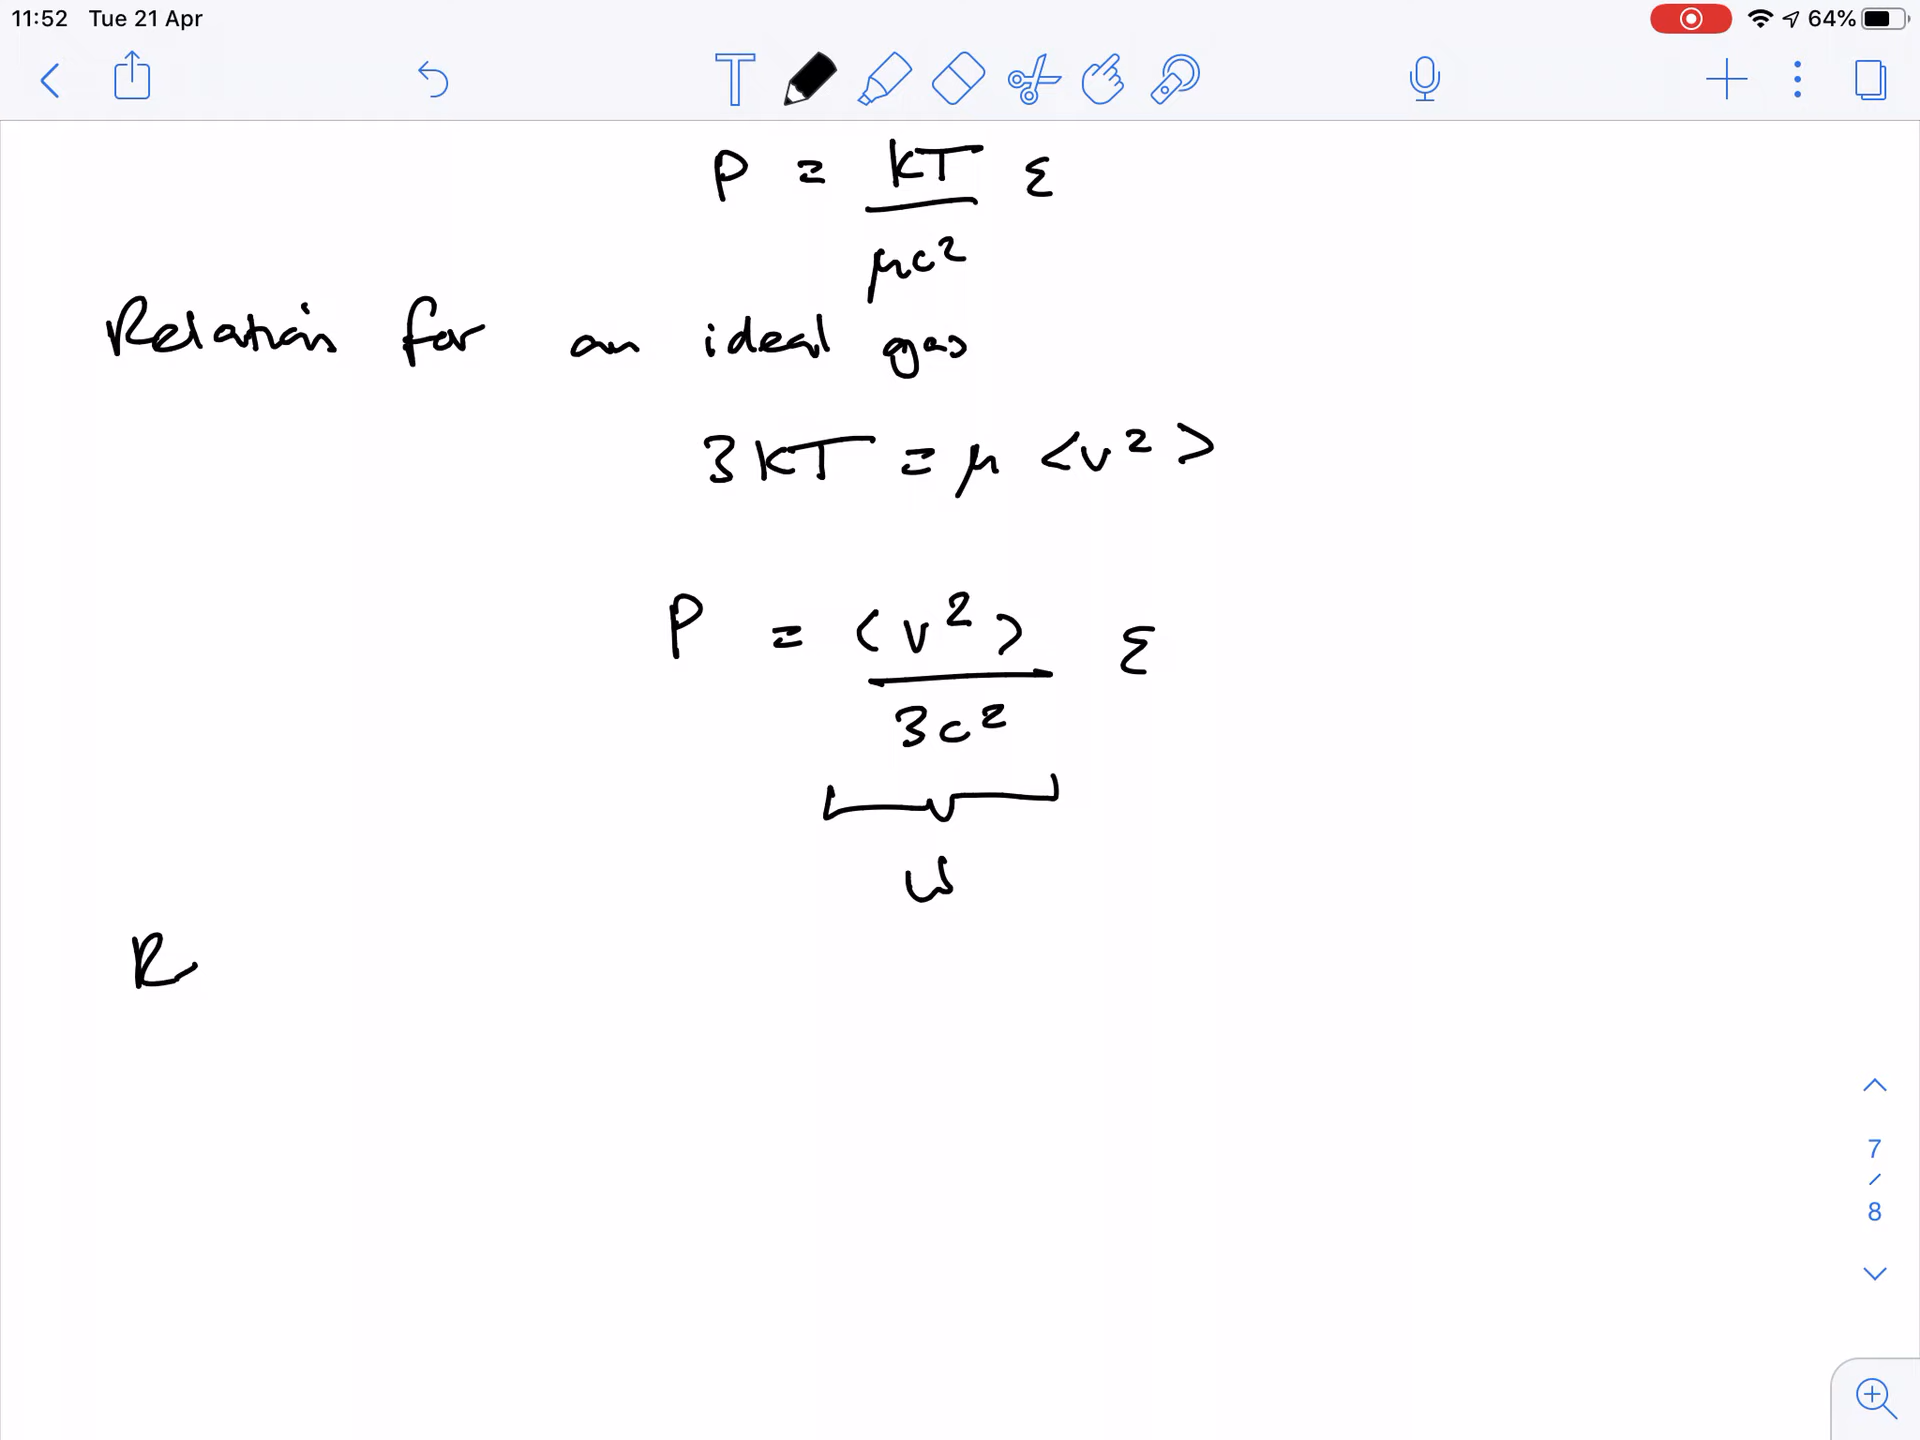 11:52 Tue 21 Apr 64%
T
P = kT/μc² ε
Relation for an ideal gas
3kT = μ <v²>
P = <v²>/3c² ε
w
R
7
/
8